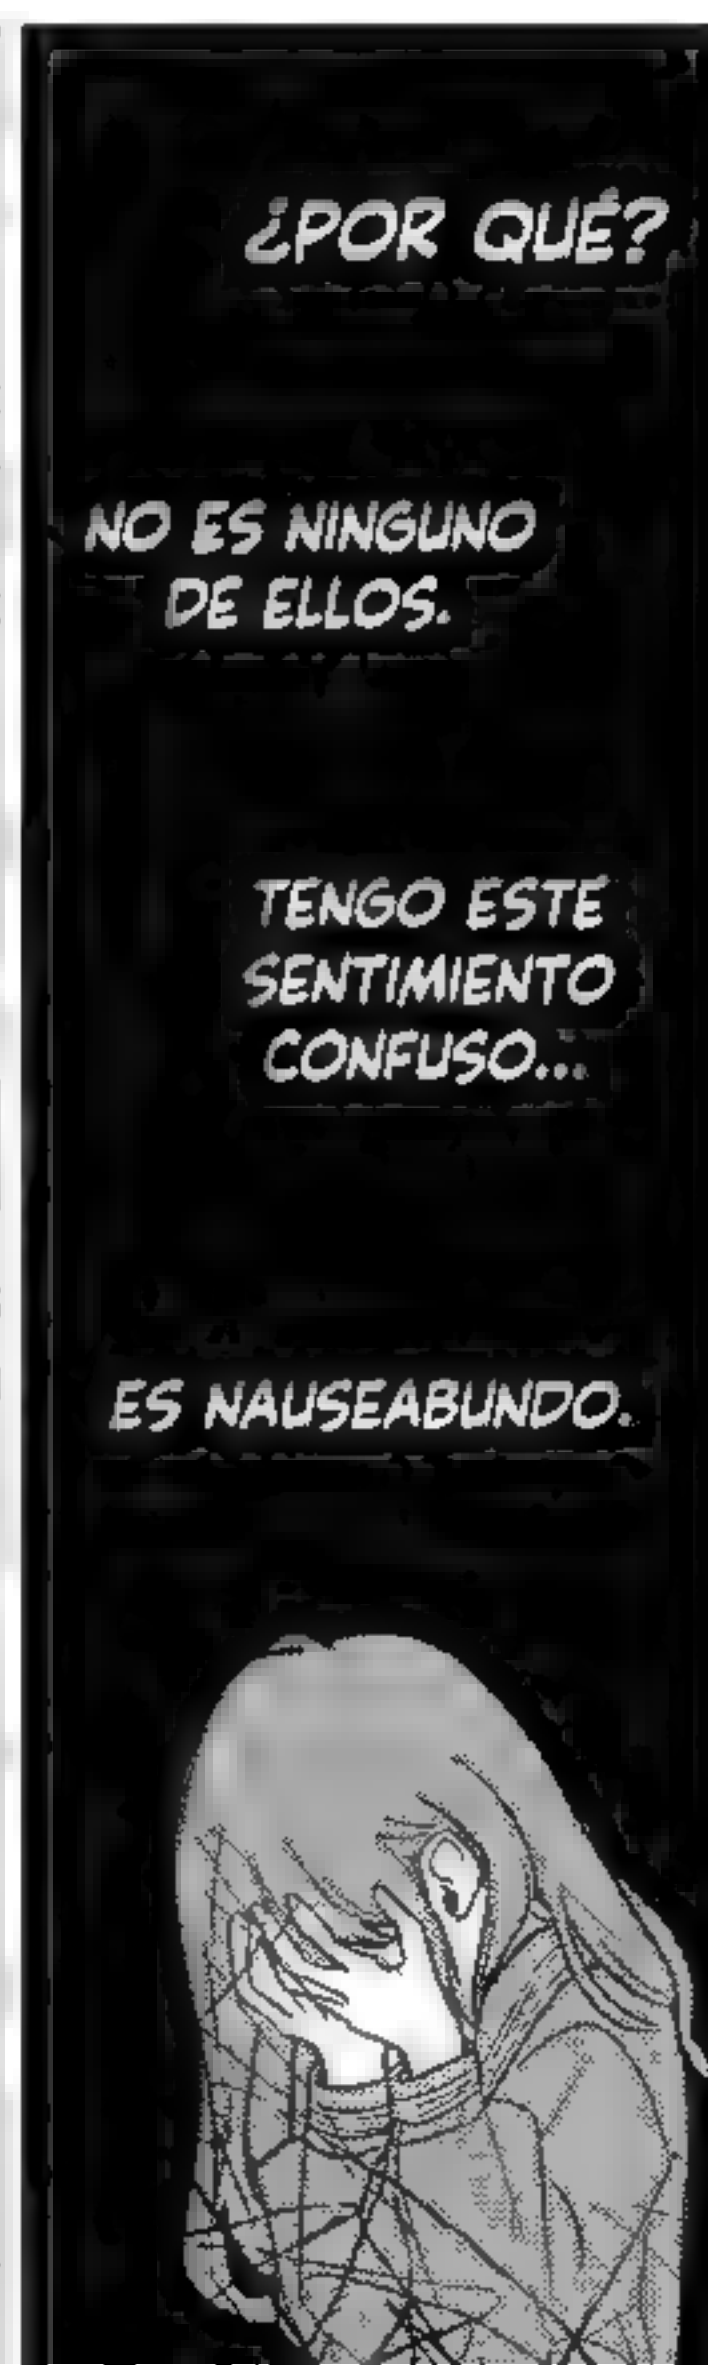 ¿POR QUÉ?
NO ES NINGUNO
DE ELLOS.
TENGO ESTE
SENTIMIENTO
CONFUSO...
ES NAUSEABUNDO.